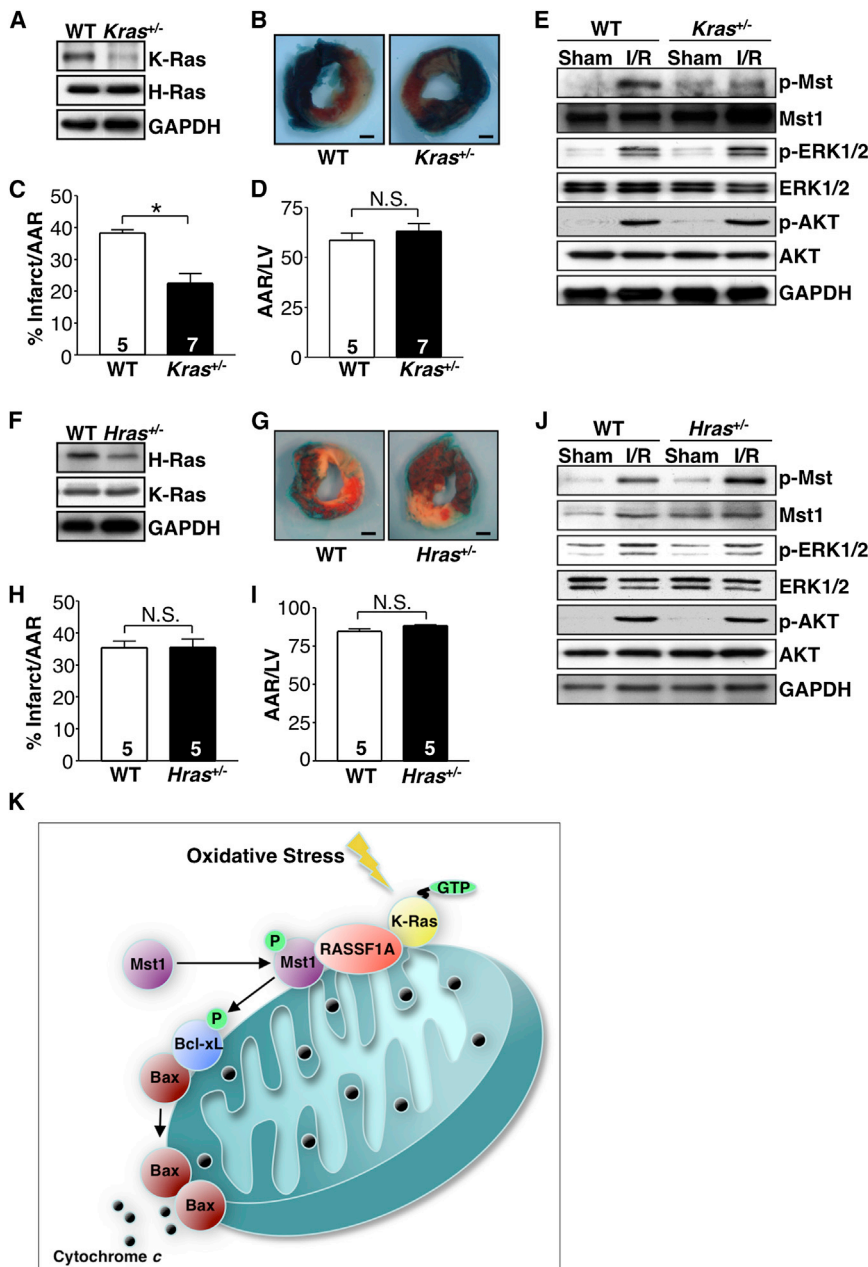 A
WT Kras+/-
K-Ras
H-Ras
GAPDH
B
WT
Kras+/-
C
% Infarct/AAR
50
40
30
20
10
0
*
5
7
WT
Kras+/-
D
AAR/LV
75
50
25
0
N.S.
5
7
WT
Kras+/-
E
WT
Kras+/-
Sham I/R Sham I/R
p-Mst
Mst1
p-ERK1/2
ERK1/2
p-AKT
AKT
GAPDH
F
WT Hras+/-
H-Ras
K-Ras
GAPDH
G
WT
Hras+/-
H
% Infarct/AAR
50
40
30
20
10
0
N.S.
5
5
WT
Hras+/-
I
AAR/LV
100
75
50
25
0
N.S.
5
5
WT
Hras+/-
J
WT
Hras+/-
Sham I/R Sham I/R
p-Mst
Mst1
p-ERK1/2
ERK1/2
p-AKT
AKT
GAPDH
K
Oxidative Stress
GTP
K-Ras
RASSF1A
P
Mst1
Mst1
P
Bcl-xL
Bax
Bax
Bax
Cytochrome c